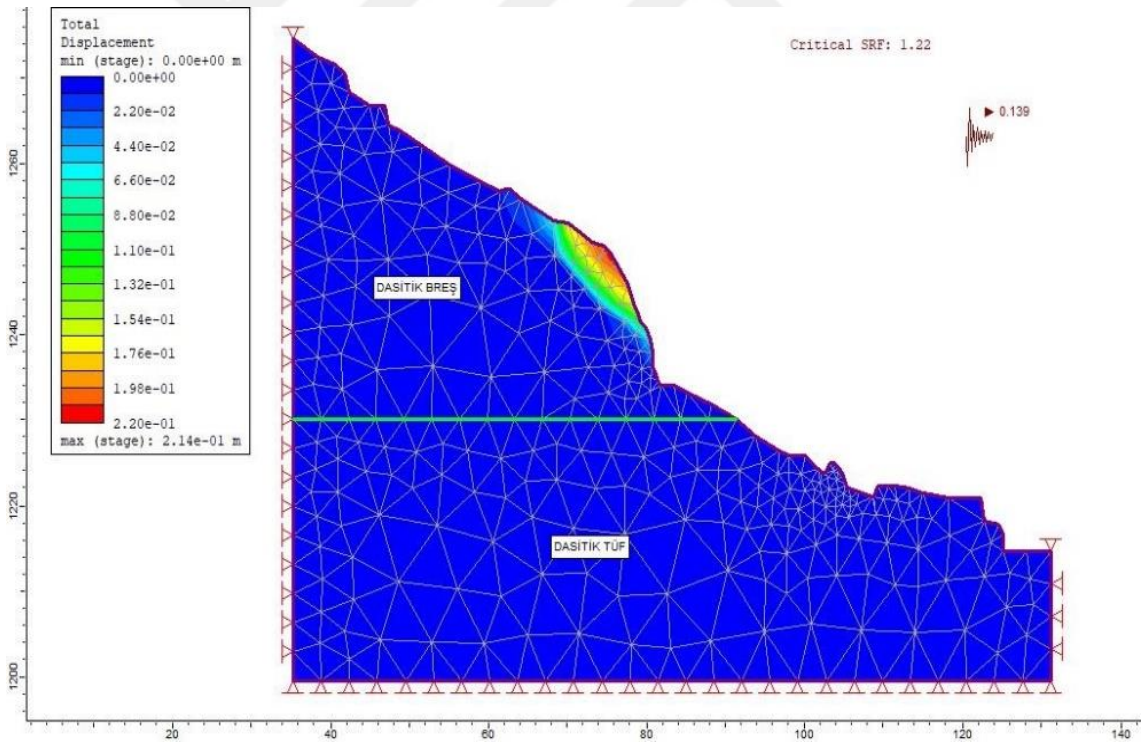 Total
Displacement
min (stage): 0.00e+00 m
0.00e+00
2.20e-02
4.40e-02
6.60e-02
8.80e-02
1.10e-01
1.32e-01
1.54e-01
1.76e-01
1.98e-01
2.20e-01
max (stage): 2.14e-01 m
Critical SRF: 1.22
0.139
DASİTİK BREŞ
DASİTİK TÜF
1260
1240
1220
1200
20
40
60
80
100
120
140